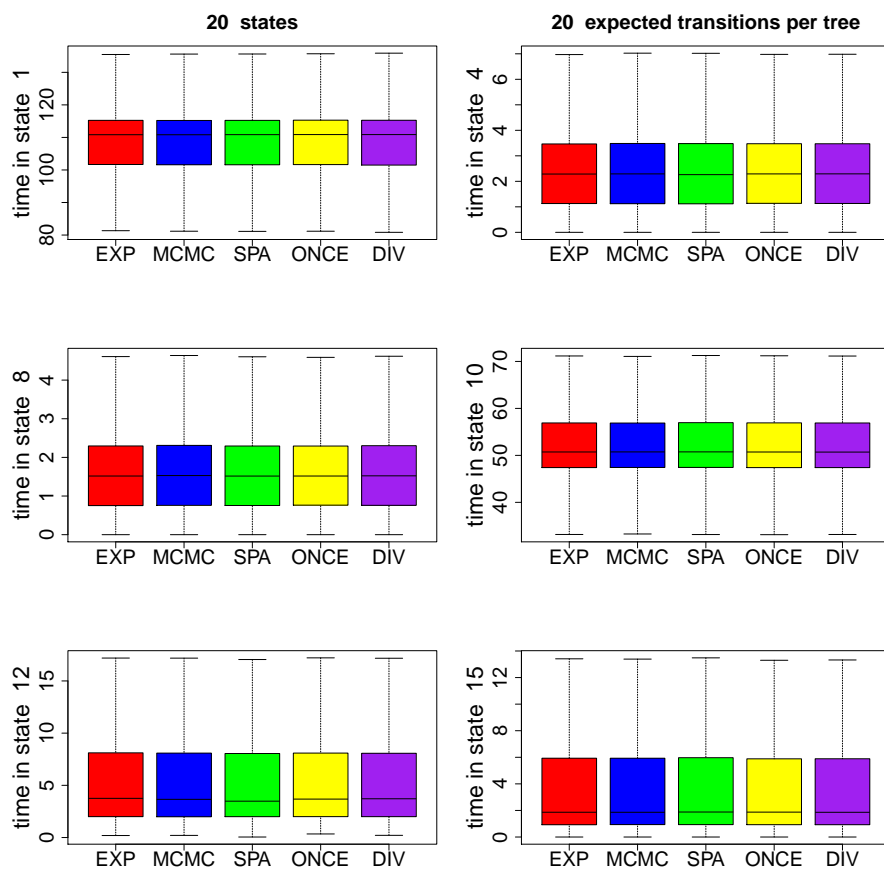 20 states
20 expected transitions per tree
time in state 1
80 100 120
EXP MCMC SPA ONCE DIV
time in state 4
0 2 4 6
EXP MCMC SPA ONCE DIV
time in state 8
0 1 2 3 4
EXP MCMC SPA ONCE DIV
time in state 10
40 50 60 70
EXP MCMC SPA ONCE DIV
time in state 12
0 5 10 15
EXP MCMC SPA ONCE DIV
time in state 15
0 4 8 12
EXP MCMC SPA ONCE DIV